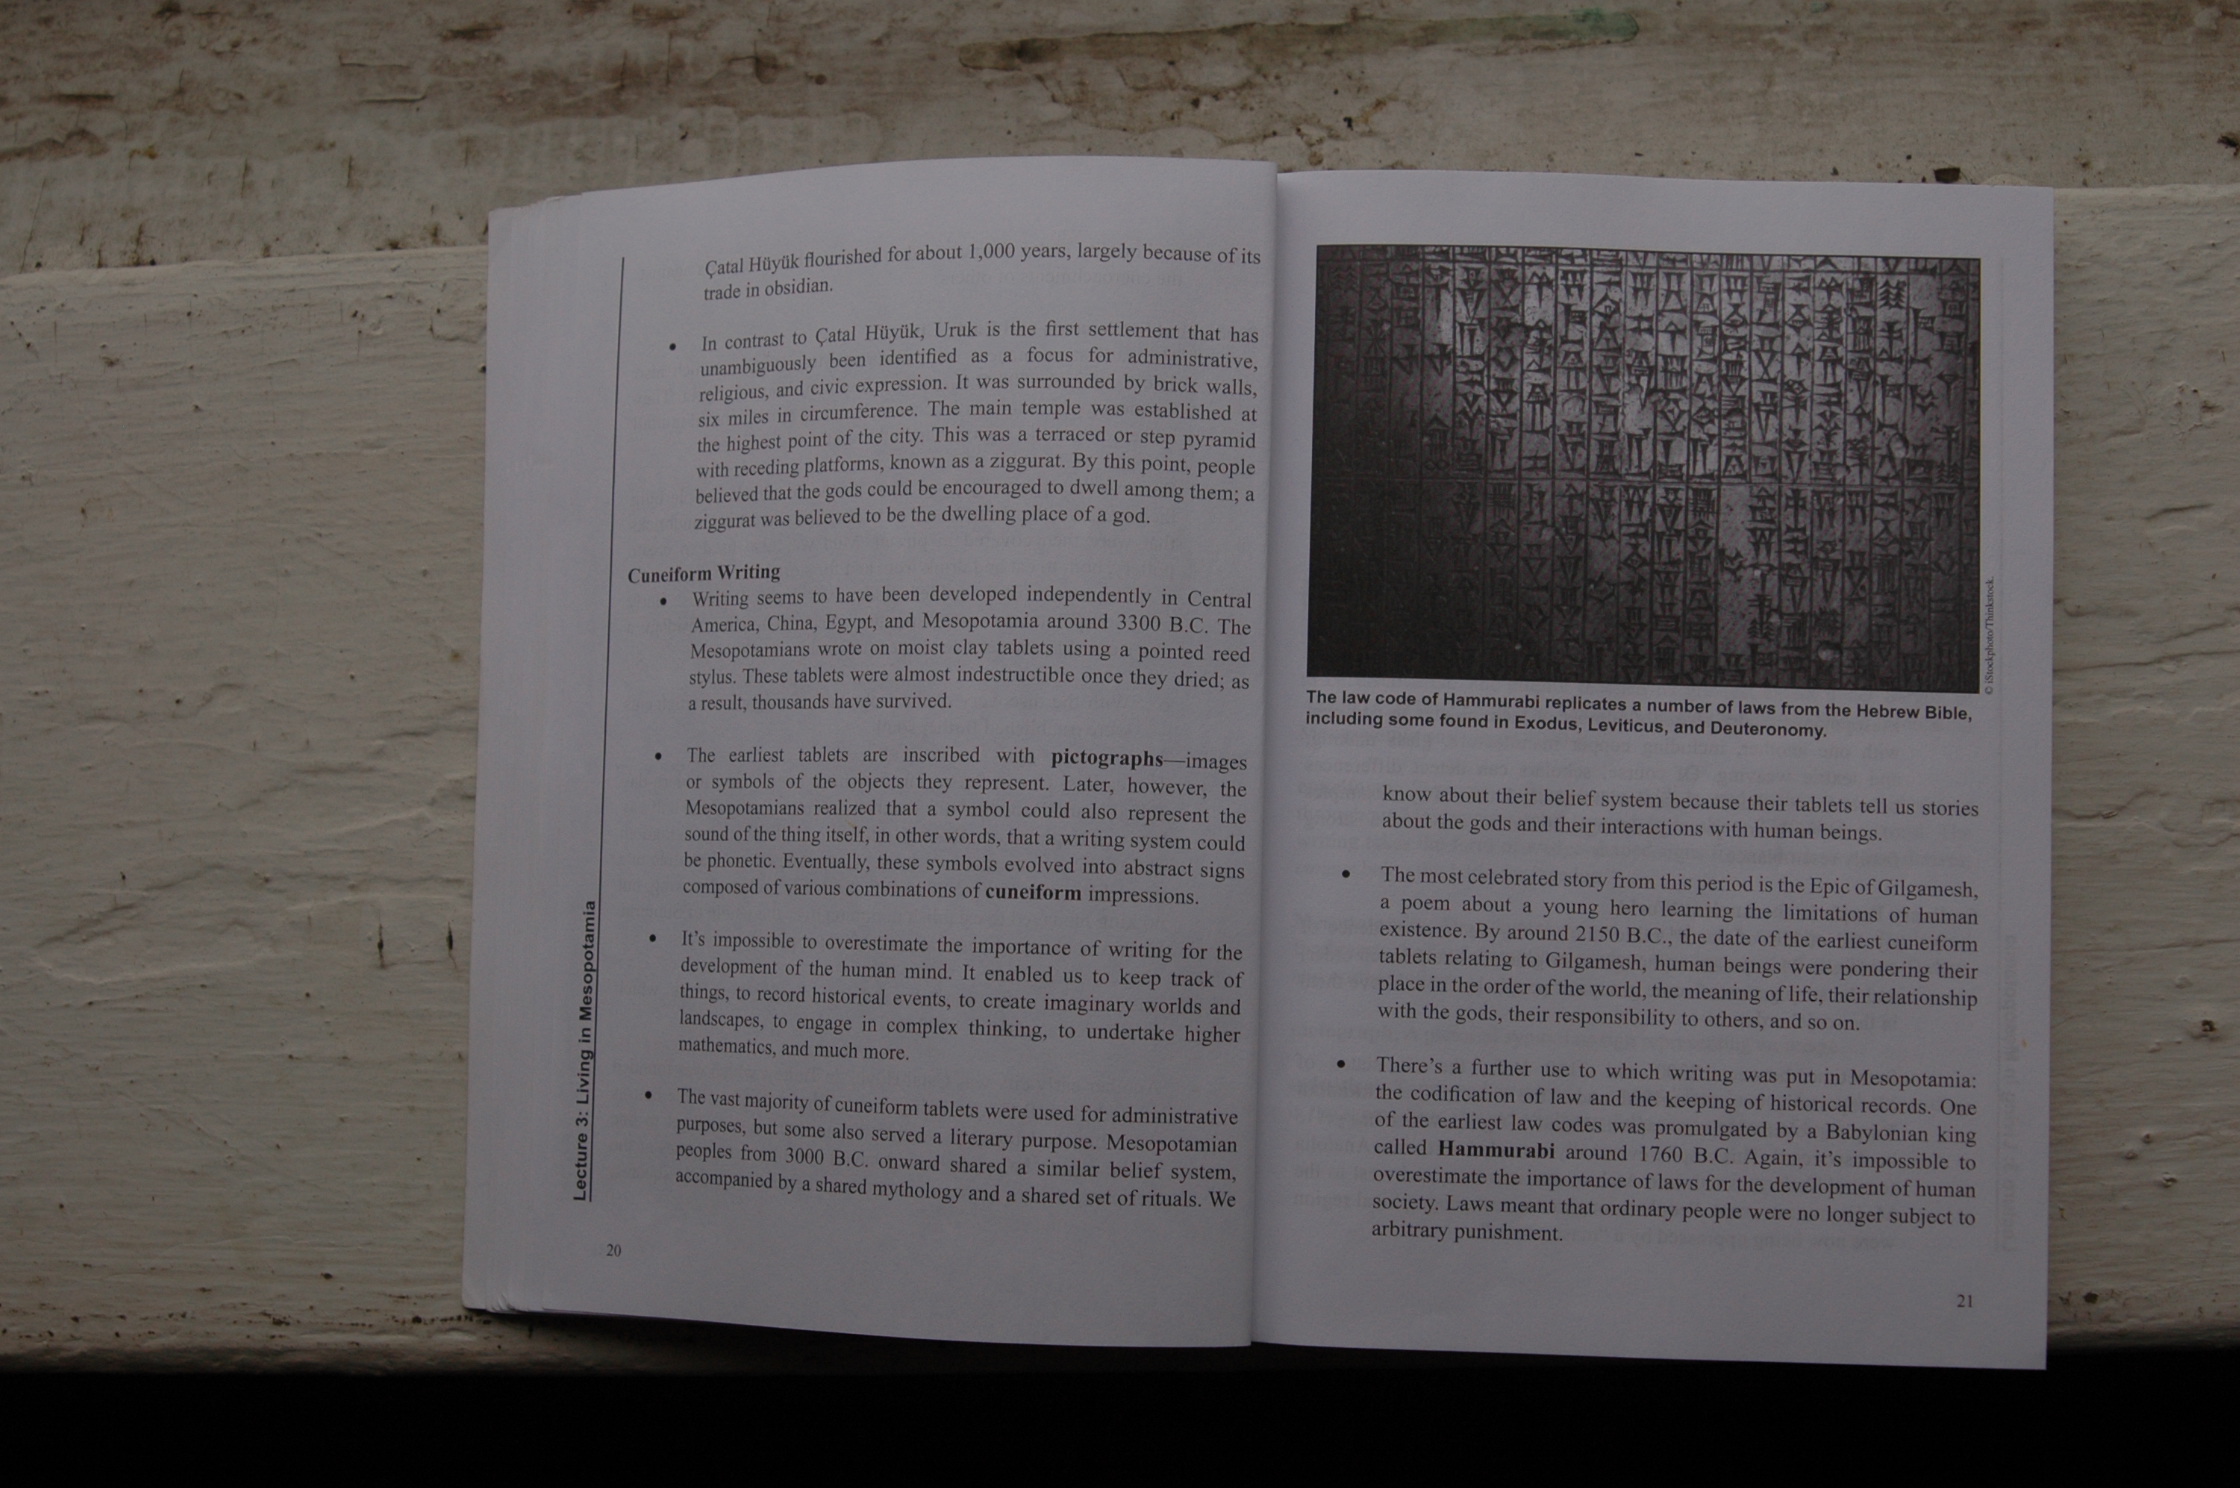 Çatal Hüyük flourished for about 1,000 years, largely because of its
trade in obsidian.
• In contrast to Çatal Hüyük, Uruk is the first settlement that has
unambiguously been identified as a focus for administrative,
religious, and civic expression. It was surrounded by brick walls,
six miles in circumference. The main temple was established at
the highest point of the city. This was a terraced or step pyramid
with receding platforms, known as a ziggurat. By this point, people
believed that the gods could be encouraged to dwell among them; a
ziggurat was believed to be the dwelling place of a god.
Cuneiform Writing
• Writing seems to have been developed independently in Central
America, China, Egypt, and Mesopotamia around 3300 B.C. The
Mesopotamians wrote on moist clay tablets using a pointed reed
stylus. These tablets were almost indestructible once they dried; as
a result, thousands have survived.
• The earliest tablets are inscribed with pictographs—images
or symbols of the objects they represent. Later, however, the
Mesopotamians realized that a symbol could also represent the
sound of the thing itself, in other words, that a writing system could
be phonetic. Eventually, these symbols evolved into abstract signs
composed of various combinations of cuneiform impressions.
• It's impossible to overestimate the importance of writing for the
development of the human mind. It enabled us to keep track of
things, to record historical events, to create imaginary worlds and
landscapes, to engage in complex thinking, to undertake higher
mathematics, and much more.
• The vast majority of cuneiform tablets were used for administrative
purposes, but some also served a literary purpose. Mesopotamian
peoples from 3000 B.C. onward shared a similar belief system,
accompanied by a shared mythology and a shared set of rituals. We
Lecture 3: Living in Mesopotamia
20
© iStockphoto/Thinkstock.
The law code of Hammurabi replicates a number of laws from the Hebrew Bible,
including some found in Exodus, Leviticus, and Deuteronomy.
know about their belief system because their tablets tell us stories
about the gods and their interactions with human beings.
• The most celebrated story from this period is the Epic of Gilgamesh,
a poem about a young hero learning the limitations of human
existence. By around 2150 B.C., the date of the earliest cuneiform
tablets relating to Gilgamesh, human beings were pondering their
place in the order of the world, the meaning of life, their relationship
with the gods, their responsibility to others, and so on.
• There's a further use to which writing was put in Mesopotamia:
the codification of law and the keeping of historical records. One
of the earliest law codes was promulgated by a Babylonian king
called Hammurabi around 1760 B.C. Again, it's impossible to
overestimate the importance of laws for the development of human
society. Laws meant that ordinary people were no longer subject to
arbitrary punishment.
21